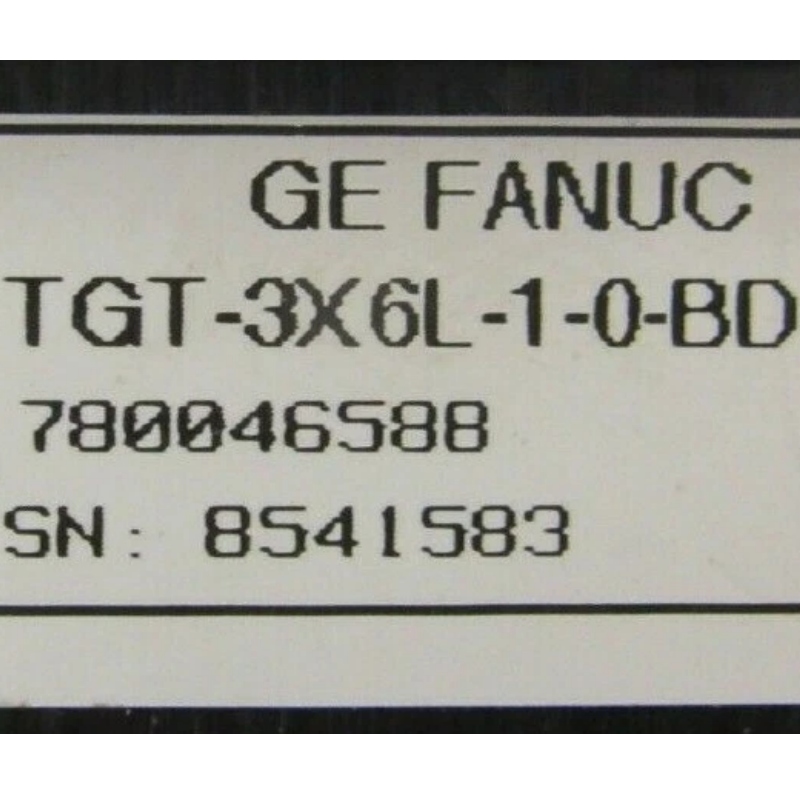 GE FANUC
TGT-3X6L-1-0-BD
780046588
SN: 8541583